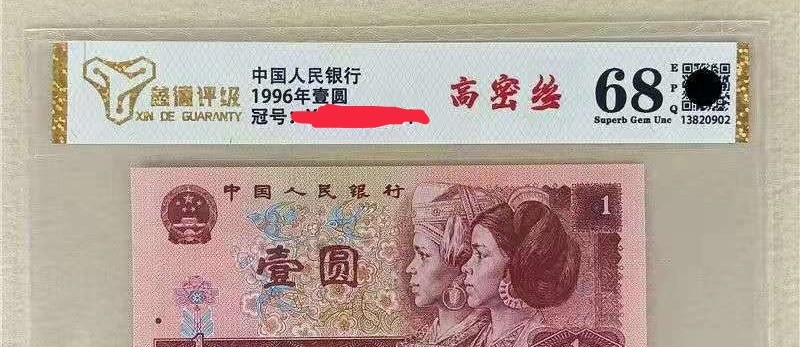 鑫德评级
XIN DE GUARANTY
中国人民银行
1996年壹圆
冠号:
高密丝
68
EPQ
Superb Gem Unc
13820902
中国人民银行
壹圆
1